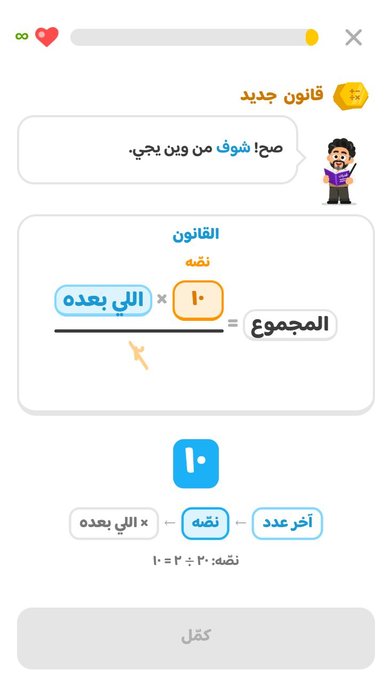 ∞
قانون جديد
صح! شوف من وين يجي.
القانون
نصّه
المجموع = ١٠ × اللي بعده
٢
١٠
آخر عدد ← نصّه ← × اللي بعده
نصّه: ٢٠ ÷ ٢ = ١٠
كمّل